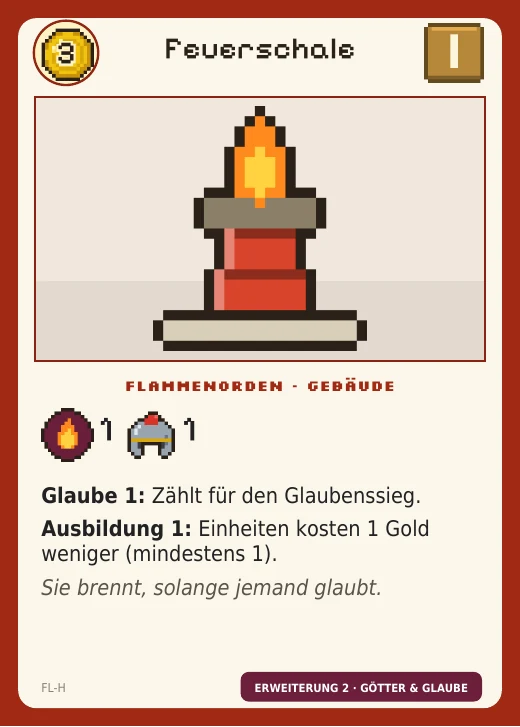 3
Feuerschale
I
FLAMMENORDEN - GEBÄUDE
1 1
Glaube 1: Zählt für den Glaubenssieg.
Ausbildung 1: Einheiten kosten 1 Gold
weniger (mindestens 1).
Sie brennt, solange jemand glaubt.
FL-H
ERWEITERUNG 2 · GÖTTER & GLAUBE